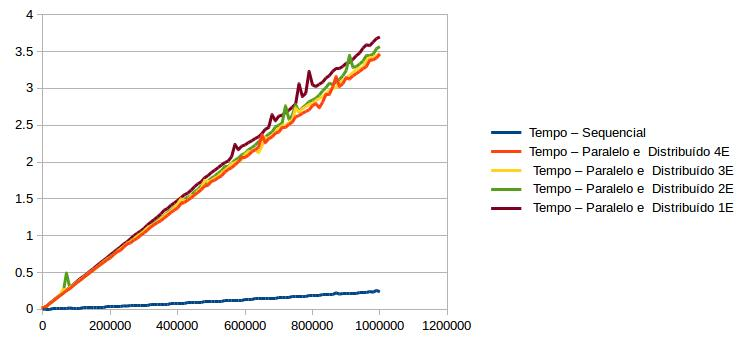 4
3.5
3
2.5
2
1.5
1
0.5
0
0 200000 400000 600000 800000 1000000 1200000
Tempo – Sequencial
Tempo – Paralelo e Distribuído 4E
Tempo – Paralelo e Distribuído 3E
Tempo – Paralelo e Distribuído 2E
Tempo – Paralelo e Distribuído 1E